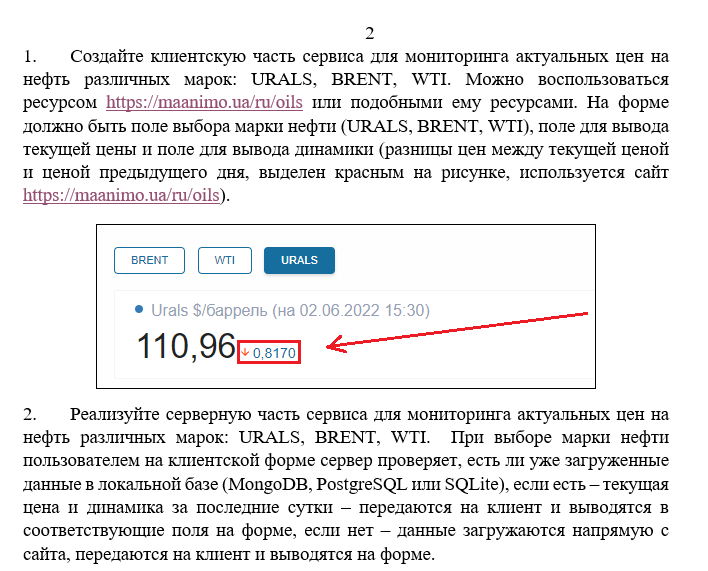 2
1. Создайте клиентскую часть сервиса для мониторинга актуальных цен на
нефть различных марок: URALS, BRENT, WTI. Можно воспользоваться
ресурсом https://maanimo.ua/ru/oils или подобными ему ресурсами. На форме
должно быть поле выбора марки нефти (URALS, BRENT, WTI), поле для вывода
текущей цены и поле для вывода динамики (разницы цен между текущей ценой
и ценой предыдущего дня, выделен красным на рисунке, используется сайт
https://maanimo.ua/ru/oils).
BRENT WTI URALS
Urals $/баррель (на 02.06.2022 15:30)
110,96 ↓ 0,8170
2. Реализуйте серверную часть сервиса для мониторинга актуальных цен на
нефть различных марок: URALS, BRENT, WTI. При выборе марки нефти
пользователем на клиентской форме сервер проверяет, есть ли уже загруженные
данные в локальной базе (MongoDB, PostgreSQL или SQLite), если есть – текущая
цена и динамика за последние сутки – передаются на клиент и выводятся в
соответствующие поля на форме, если нет – данные загружаются напрямую с
сайта, передаются на клиент и выводятся на форме.